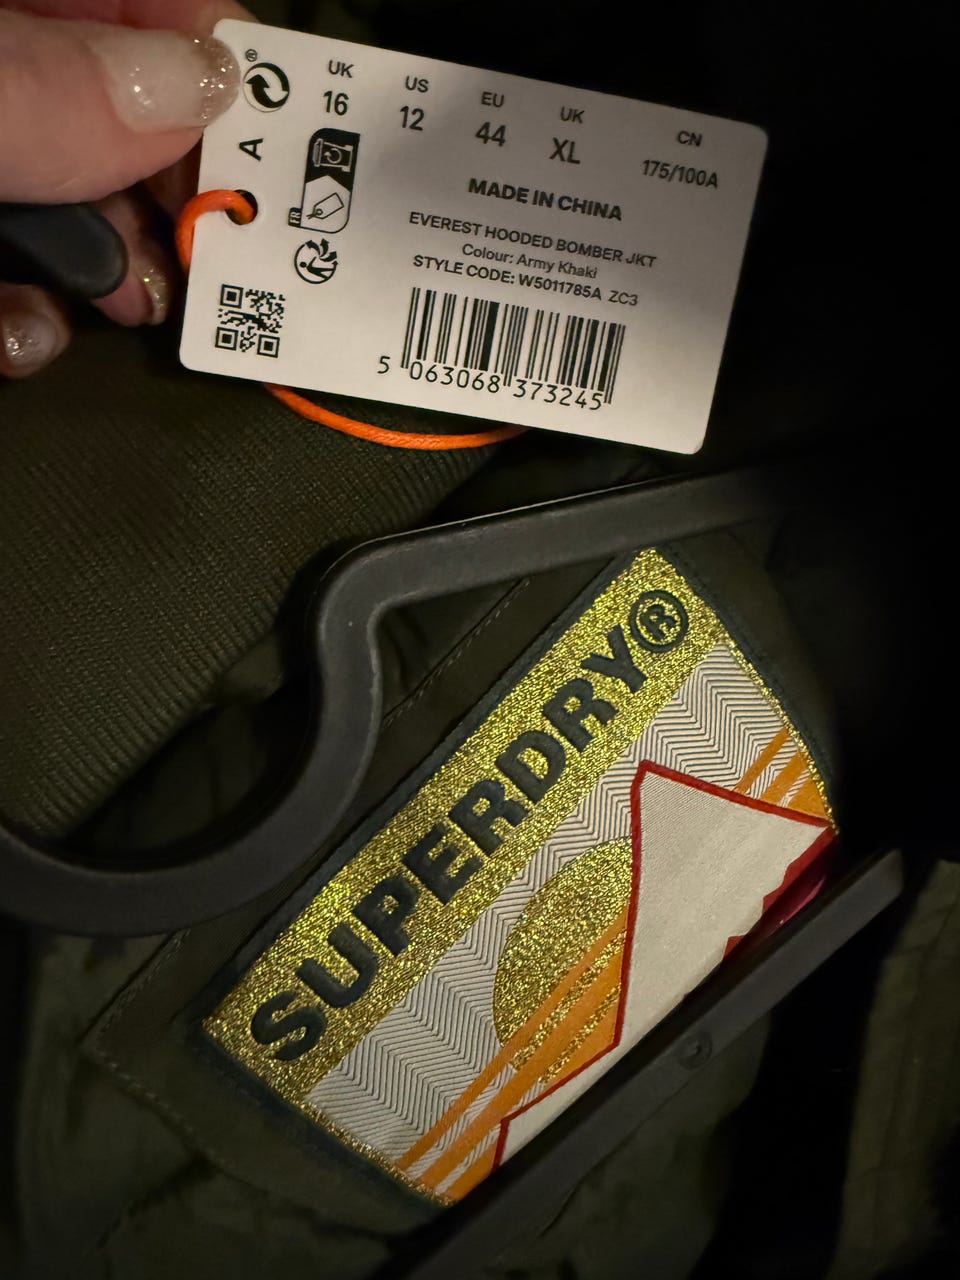 UK US EU UK CN
16 12 44 XL 175/100A
A
FR
MADE IN CHINA
EVEREST HOODED BOMBER JKT
Colour: Army Khaki
STYLE CODE: W5011785A ZC3
5 063068 373245
SUPERDRY®